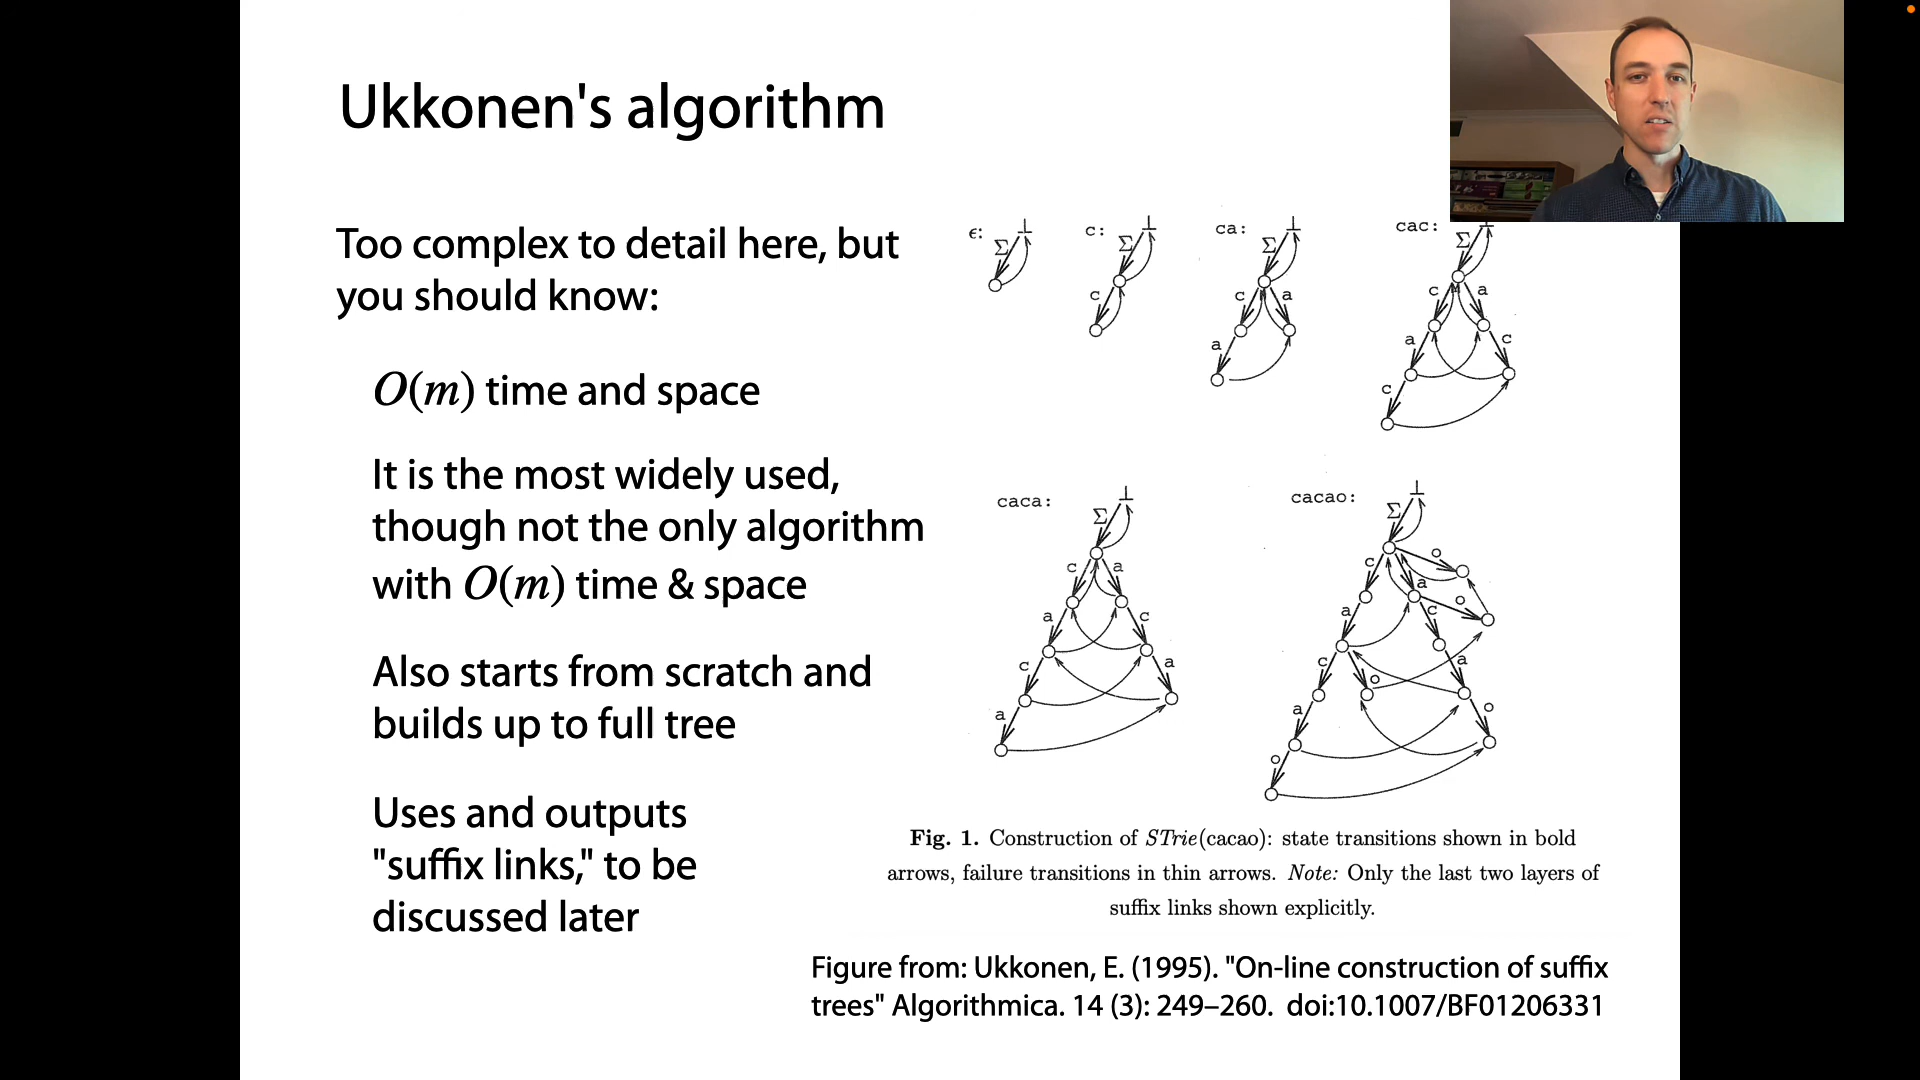 Ukkonen's algorithm
Too complex to detail here, but
you should know:
O(m) time and space
It is the most widely used,
though not the only algorithm
with O(m) time & space
Also starts from scratch and
builds up to full tree
Uses and outputs
"suffix links," to be
discussed later
ϵ:
Σ
⊥
c:
Σ
⊥
c
ca:
Σ
⊥
c a
a
cac:
Σ
⊥
c a
a c
c
caca:
Σ
⊥
c a
a c
c a
a
cacao:
Σ
⊥
c a o
a c o
c o a
a o
o
Fig. 1. Construction of STrie(cacao): state transitions shown in bold
arrows, failure transitions in thin arrows. Note: Only the last two layers of
suffix links shown explicitly.
Figure from: Ukkonen, E. (1995). "On-line construction of suffix
trees" Algorithmica. 14 (3): 249–260. doi:10.1007/BF01206331